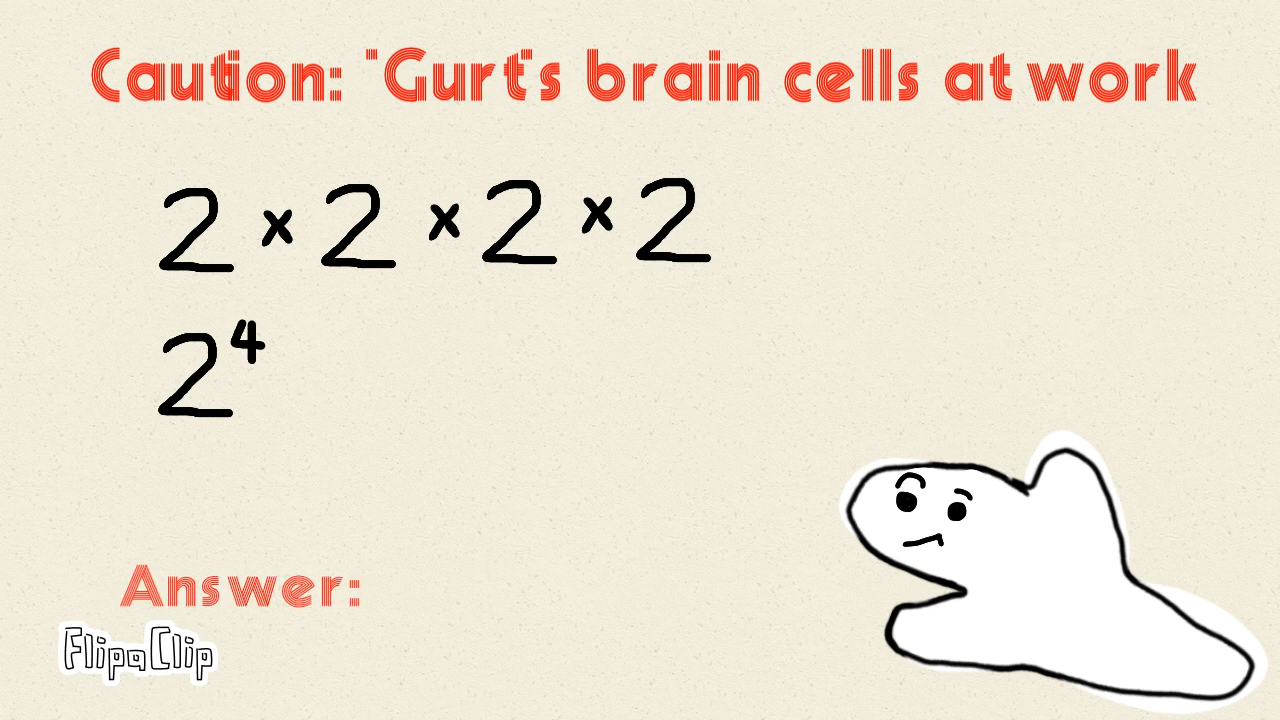 Caution: "Gurt"s brain cells at work
2 x 2 x 2 x 2
2⁴
Answer:
FlipaClip